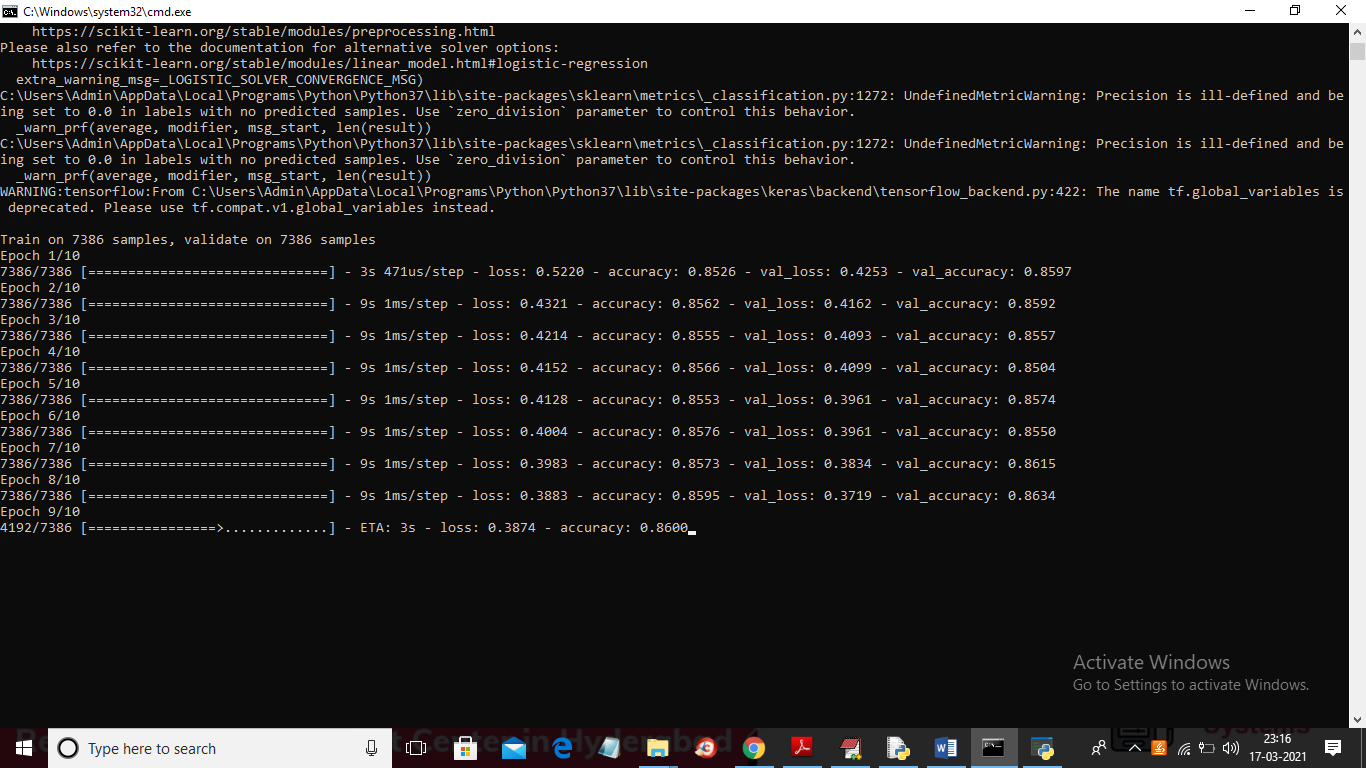 C:\Windows\system32\cmd.exe
https://scikit-learn.org/stable/modules/preprocessing.html
Please also refer to the documentation for alternative solver options:
https://scikit-learn.org/stable/modules/linear_model.html#logistic-regression
extra_warning_msg=_LOGISTIC_SOLVER_CONVERGENCE_MSG)
C:\Users\Admin\AppData\Local\Programs\Python\Python37\lib\site-packages\sklearn\metrics\_classification.py:1272: UndefinedMetricWarning: Precision is ill-defined and be
ing set to 0.0 in labels with no predicted samples. Use `zero_division` parameter to control this behavior.
_warn_prf(average, modifier, msg_start, len(result))
C:\Users\Admin\AppData\Local\Programs\Python\Python37\lib\site-packages\sklearn\metrics\_classification.py:1272: UndefinedMetricWarning: Precision is ill-defined and be
ing set to 0.0 in labels with no predicted samples. Use `zero_division` parameter to control this behavior.
_warn_prf(average, modifier, msg_start, len(result))
WARNING:tensorflow:From C:\Users\Admin\AppData\Local\Programs\Python\Python37\lib\site-packages\keras\backend\tensorflow_backend.py:422: The name tf.global_variables is
deprecated. Please use tf.compat.v1.global_variables instead.
Train on 7386 samples, validate on 7386 samples
Epoch 1/10
7386/7386 [==============================] - 3s 471us/step - loss: 0.5220 - accuracy: 0.8526 - val_loss: 0.4253 - val_accuracy: 0.8597
Epoch 2/10
7386/7386 [==============================] - 9s 1ms/step - loss: 0.4321 - accuracy: 0.8562 - val_loss: 0.4162 - val_accuracy: 0.8592
Epoch 3/10
7386/7386 [==============================] - 9s 1ms/step - loss: 0.4214 - accuracy: 0.8555 - val_loss: 0.4093 - val_accuracy: 0.8557
Epoch 4/10
7386/7386 [==============================] - 9s 1ms/step - loss: 0.4152 - accuracy: 0.8566 - val_loss: 0.4099 - val_accuracy: 0.8504
Epoch 5/10
7386/7386 [==============================] - 9s 1ms/step - loss: 0.4128 - accuracy: 0.8553 - val_loss: 0.3961 - val_accuracy: 0.8574
Epoch 6/10
7386/7386 [==============================] - 9s 1ms/step - loss: 0.4004 - accuracy: 0.8576 - val_loss: 0.3961 - val_accuracy: 0.8550
Epoch 7/10
7386/7386 [==============================] - 9s 1ms/step - loss: 0.3983 - accuracy: 0.8573 - val_loss: 0.3834 - val_accuracy: 0.8615
Epoch 8/10
7386/7386 [==============================] - 9s 1ms/step - loss: 0.3883 - accuracy: 0.8595 - val_loss: 0.3719 - val_accuracy: 0.8634
Epoch 9/10
4192/7386 [================>.............] - ETA: 3s - loss: 0.3874 - accuracy: 0.8600
Activate Windows
Go to Settings to activate Windows.
Type here to search
23:16
17-03-2021